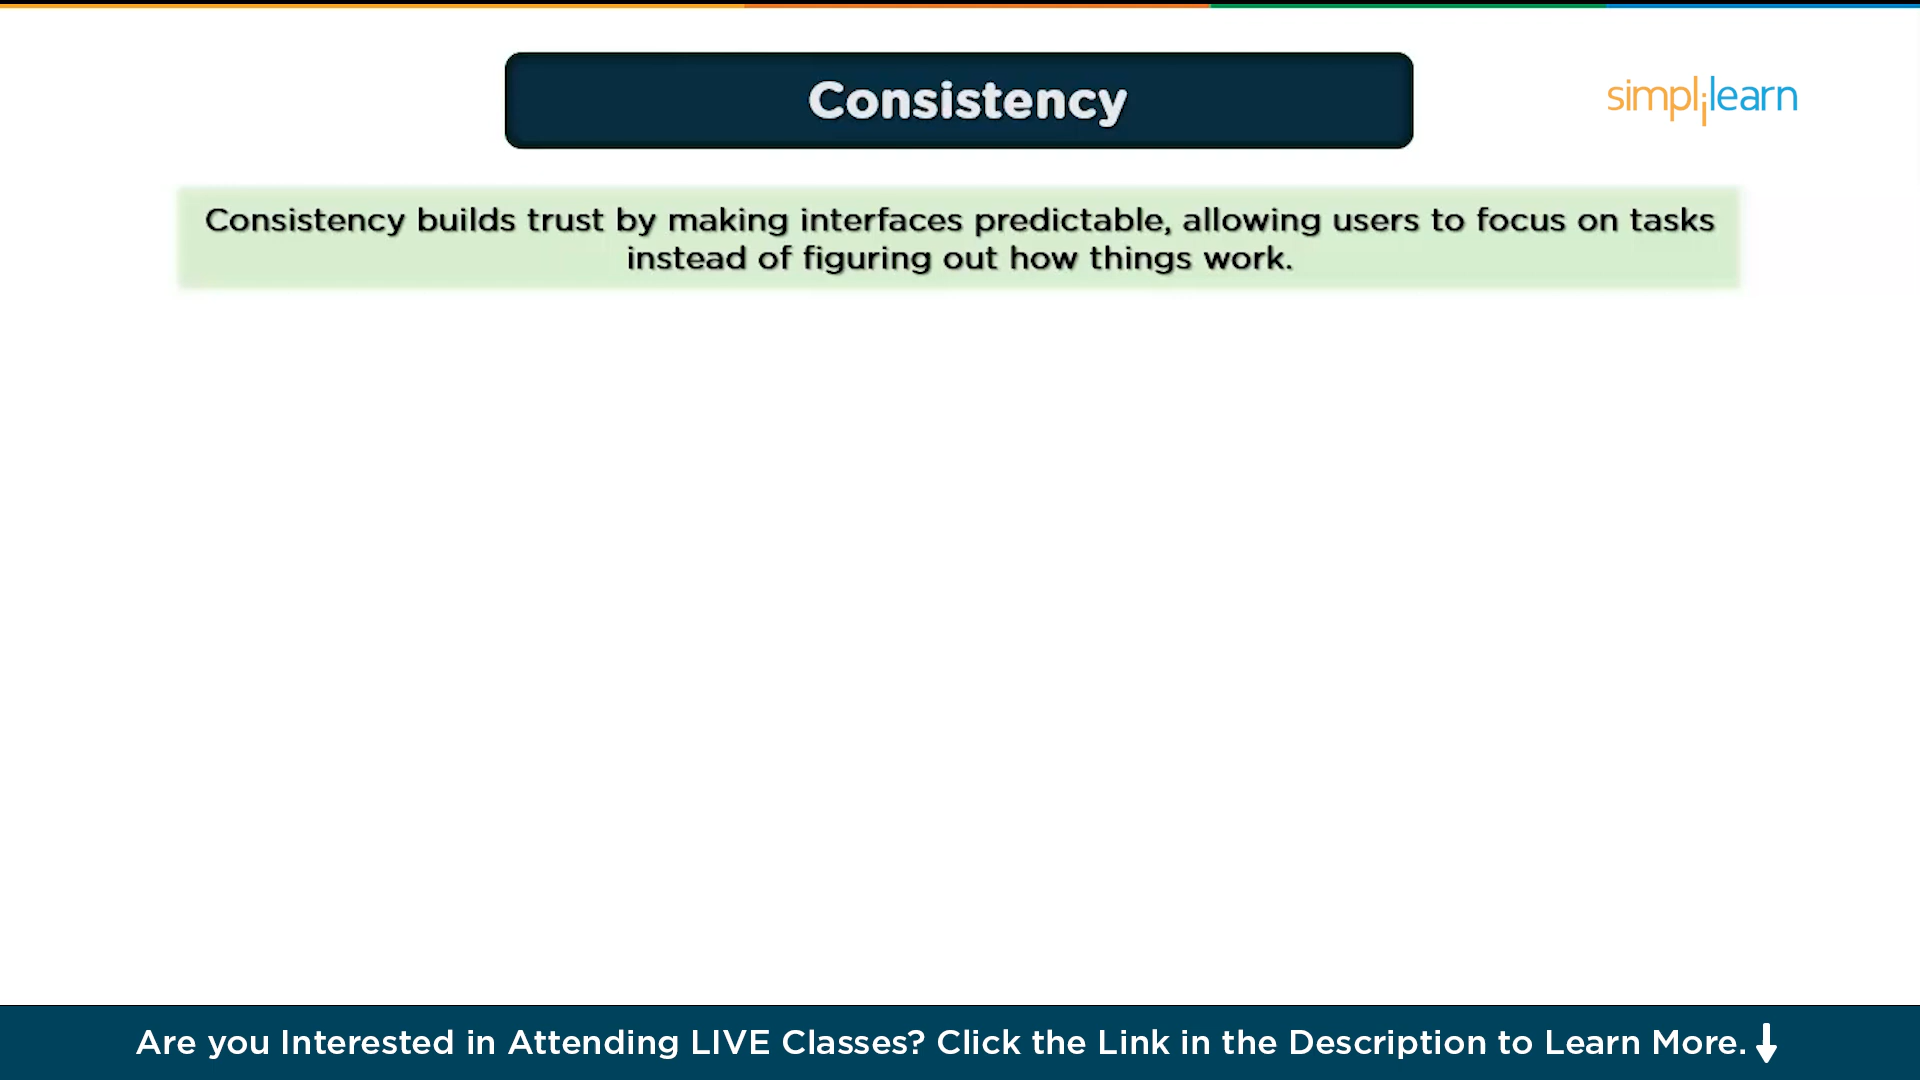 Consistency
simplilearn
Consistency builds trust by making interfaces predictable, allowing users to focus on tasks
instead of figuring out how things work.
Are you Interested in Attending LIVE Classes? Click the Link in the Description to Learn More.